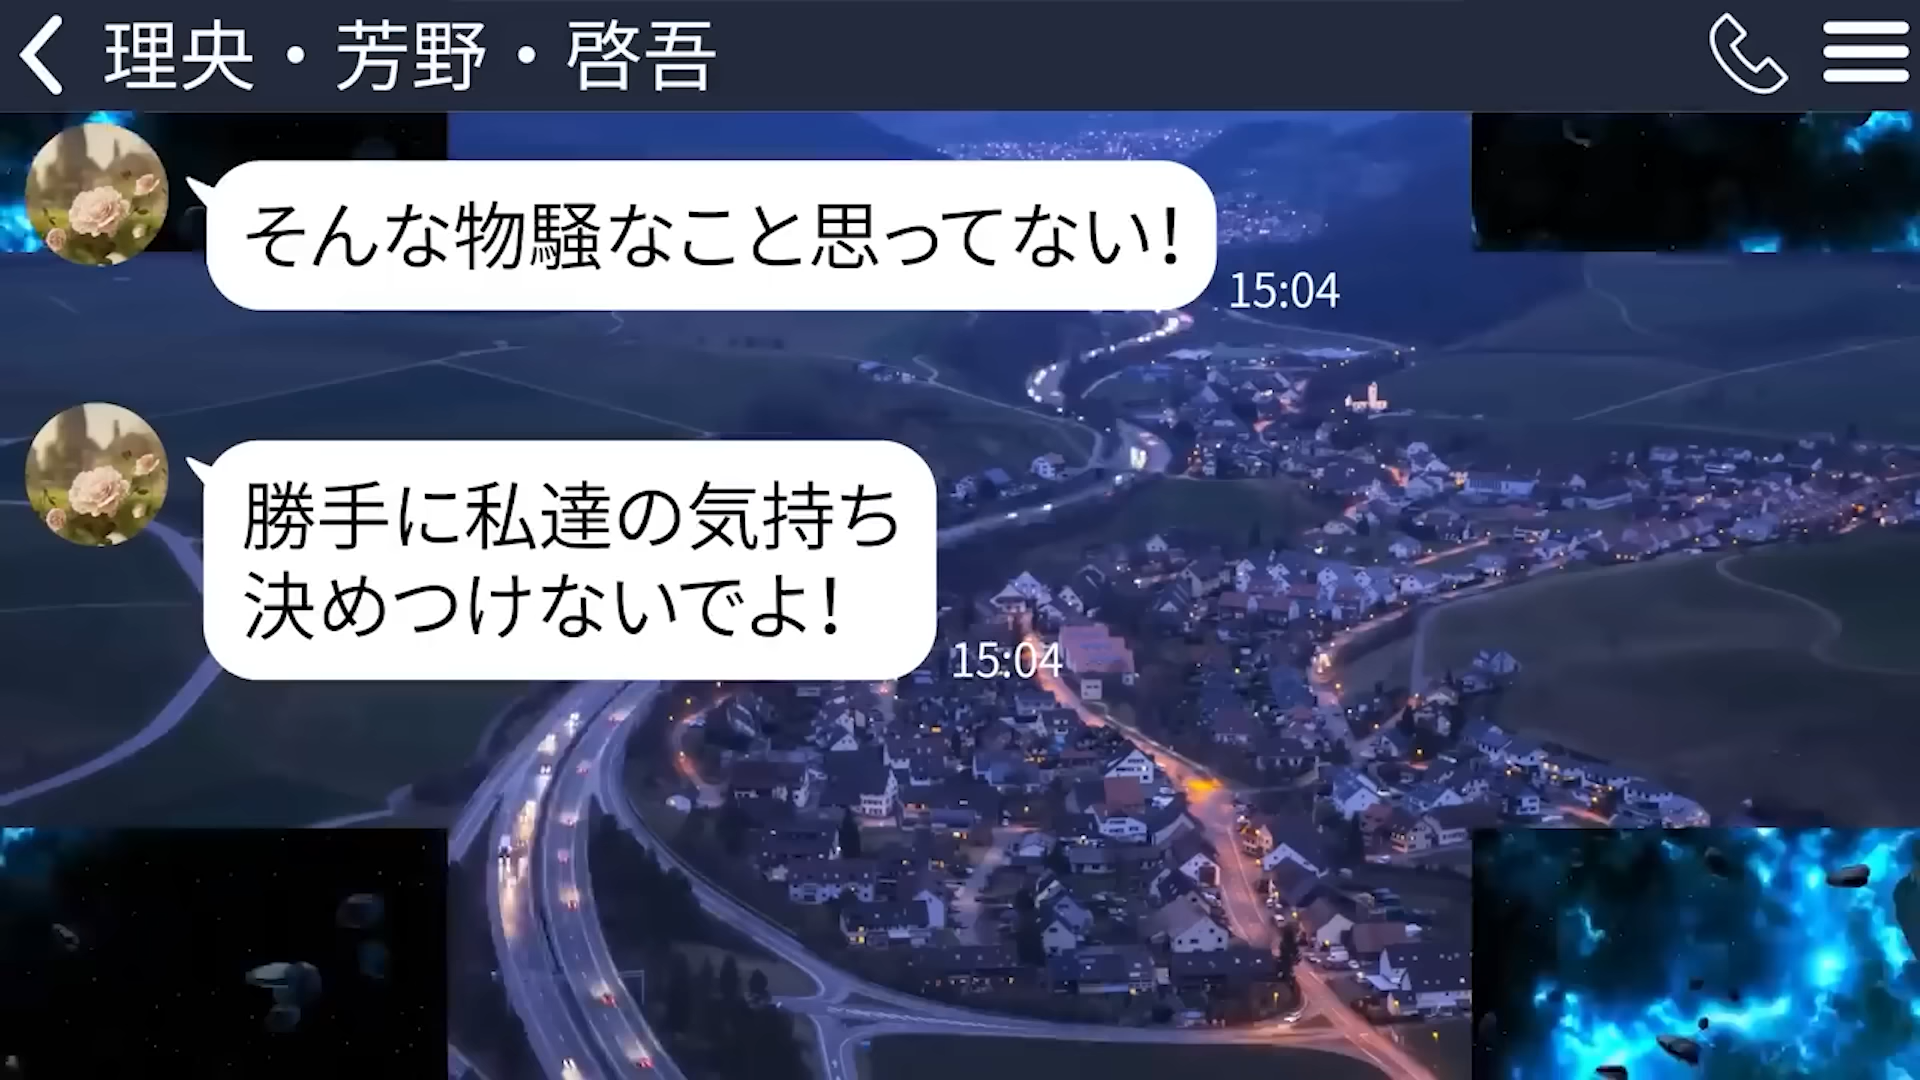 理央・芳野・啓吾
そんな物騒なこと思ってない!
15:04
勝手に私達の気持ち
決めつけないでよ!
15:04